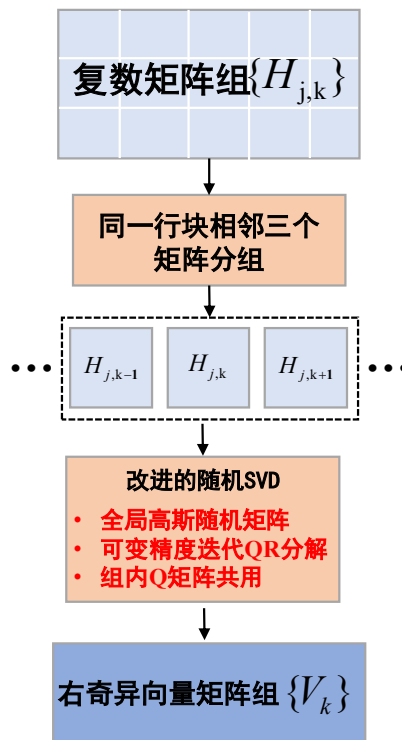 复数矩阵组{H_{j,k}}
同一行块相邻三个
矩阵分组
••• H_{j,k-1} H_{j,k} H_{j,k+1} •••
改进的随机SVD
• 全局高斯随机矩阵
• 可变精度迭代QR分解
• 组内Q矩阵共用
右奇异向量矩阵组{V_k}